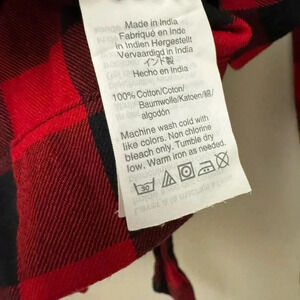 Made in India
Fabriqué en Inde
In Indien Hergestellt
Vervaardigd in India
インド製
Hecho en India
100% Cotton/Coton/
Baumwolle/Katoen/綿/
algodón
Machine wash cold with
like colors. Non chlorine
bleach only. Tumble dry
low. Warm iron as needed.
30